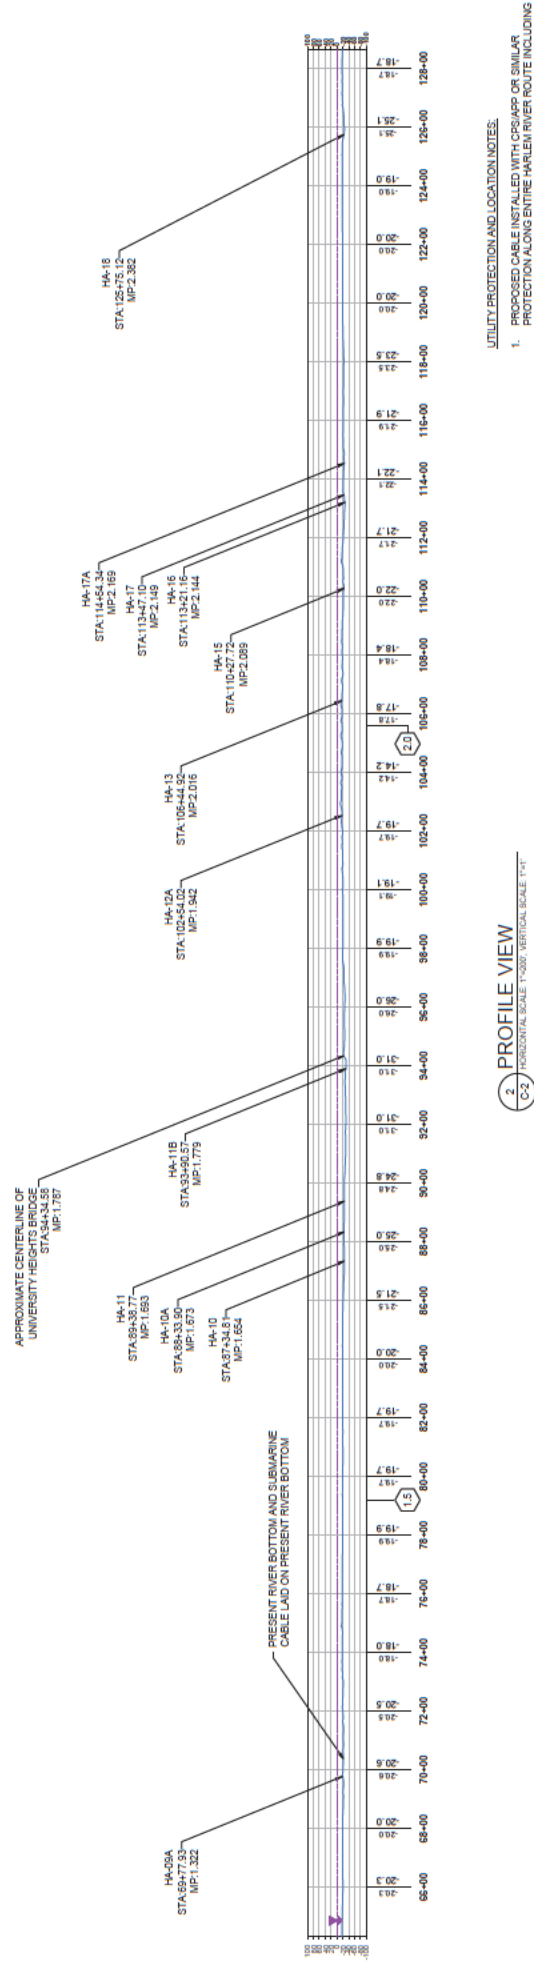 APPROXIMATE CENTERLINE OF
UNIVERSITY HEIGHTS BRIDGE
STA:94+34.58
MP:1.787
HA-09A
STA:69+77.93
MP:1.322
PRESENT RIVER BOTTOM AND SUBMARINE
CABLE LAID ON PRESENT RIVER BOTTOM
HA-10
STA:87+34.81
MP:1.654
HA-10A
STA:88+33.90
MP:1.673
HA-11
STA:89+38.77
MP:1.693
HA-11B
STA:93+90.57
MP:1.779
HA-12A
STA:102+54.02
MP:1.942
HA-13
STA:106+44.92
MP:2.016
HA-15
STA:110+27.72
MP:2.089
HA-16
STA:113+21.16
MP:2.144
HA-17
STA:113+47.10
MP:2.149
HA-17A
STA:114+54.34
MP:2.169
HA-18
STA:125+75.12
MP:2.382
-20.3 -20.0 -20.6 -20.5 -18.0 -18.7 -19.9 -19.7 -19.7 -21.5 -25.0 -24.8 -31.0 -31.0 -26.0 -19.9 -19.1 -19.7 -14.2 -17.8 -18.4 -22.0 -21.7 -22.1 -21.9 -23.5 -20.0 -20.0 -19.0 -25.1 -18.7
66+00 68+00 70+00 72+00 74+00 76+00 78+00 80+00 82+00 84+00 86+00 88+00 90+00 92+00 94+00 96+00 98+00 100+00 102+00 104+00 106+00 108+00 110+00 112+00 114+00 116+00 118+00 120+00 122+00 124+00 126+00 128+00
1.5 2.0
2
C-2
PROFILE VIEW
HORIZONTAL SCALE: 1"=200', VERTICAL SCALE: 1"=1'
UTILITY PROTECTION AND LOCATION NOTES:
1. PROPOSED CABLE INSTALLED WITH CPS/APP OR SIMILAR
PROTECTION ALONG ENTIRE HARLEM RIVER ROUTE INCLUDING